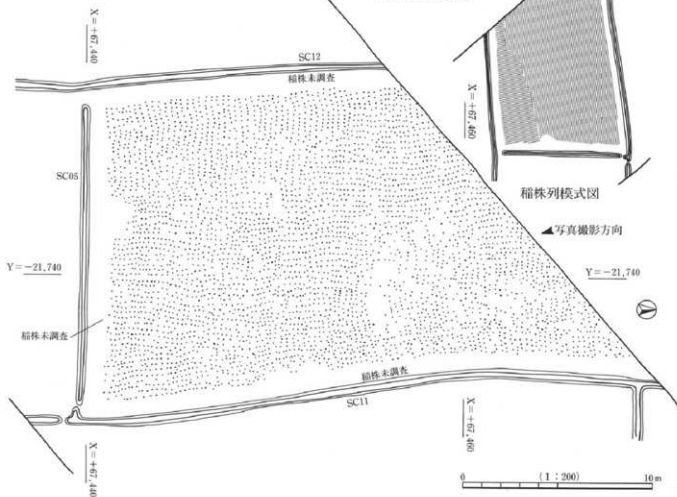 X=+67,440
SC12
稲株未調査
X=+67,460
SC05
稲株列模式図
写真撮影方向
Y=-21,740
Y=-21,740
稲株未調査
稲株未調査
SC11
X=+67,460
X=+67,440
0 (1:200) 10m